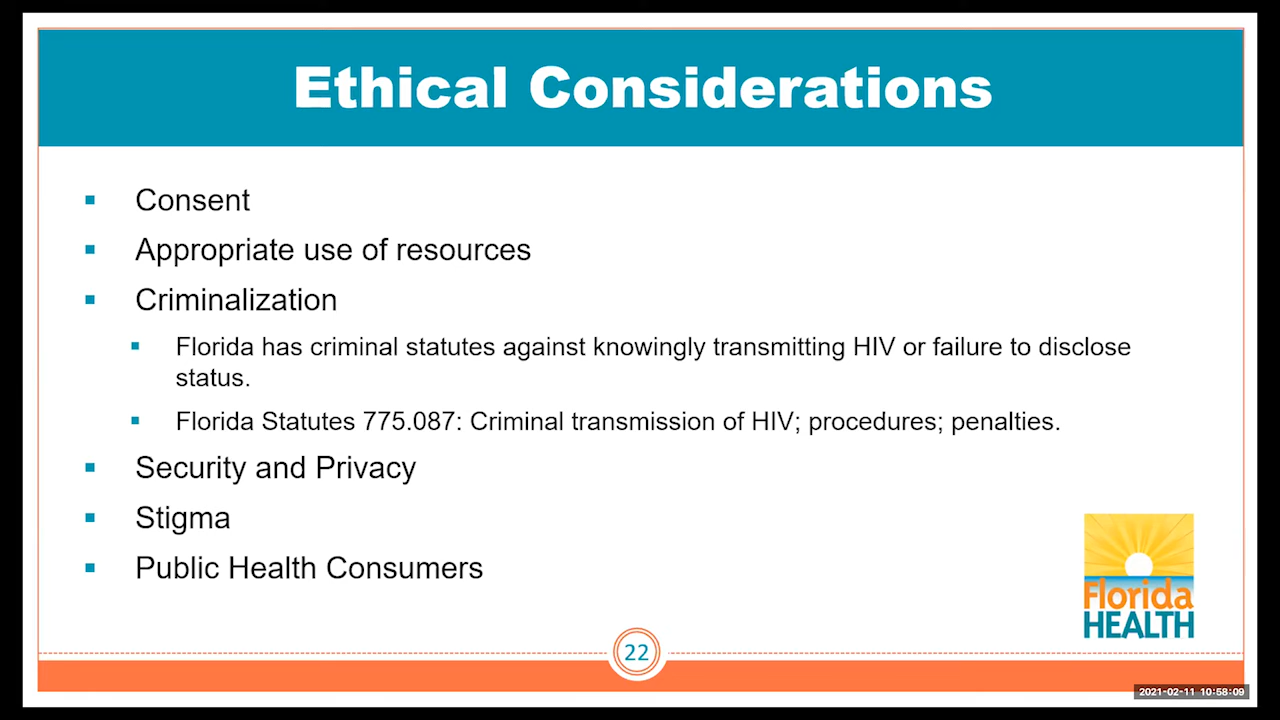 Ethical Considerations
Consent
Appropriate use of resources
Criminalization
Florida has criminal statutes against knowingly transmitting HIV or failure to disclose
status.
Florida Statutes 775.087: Criminal transmission of HIV; procedures; penalties.
Security and Privacy
Stigma
Public Health Consumers
Florida
HEALTH
22
2021-02-11 10:58:09